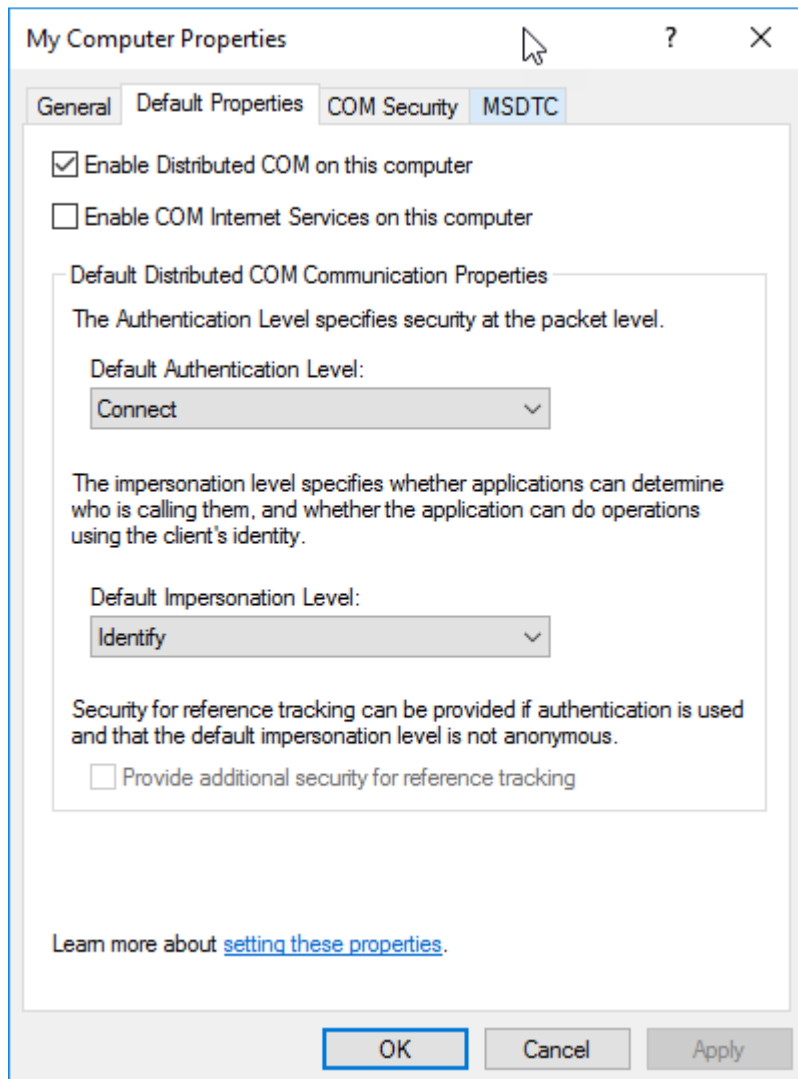 My Computer Properties
?
General
Default Properties
COM Security
MSDTC
Enable Distributed COM on this computer
Enable COM Internet Services on this computer
Default Distributed COM Communication Properties
The Authentication Level specifies security at the packet level.
Default Authentication Level:
Connect
The impersonation level specifies whether applications can determine
who is calling them, and whether the application can do operations
using the client's identity.
Default Impersonation Level:
Identify
Security for reference tracking can be provided if authentication is used
and that the default impersonation level is not anonymous.
Provide additional security for reference tracking
Learn more about setting these properties.
OK
Cancel
Apply